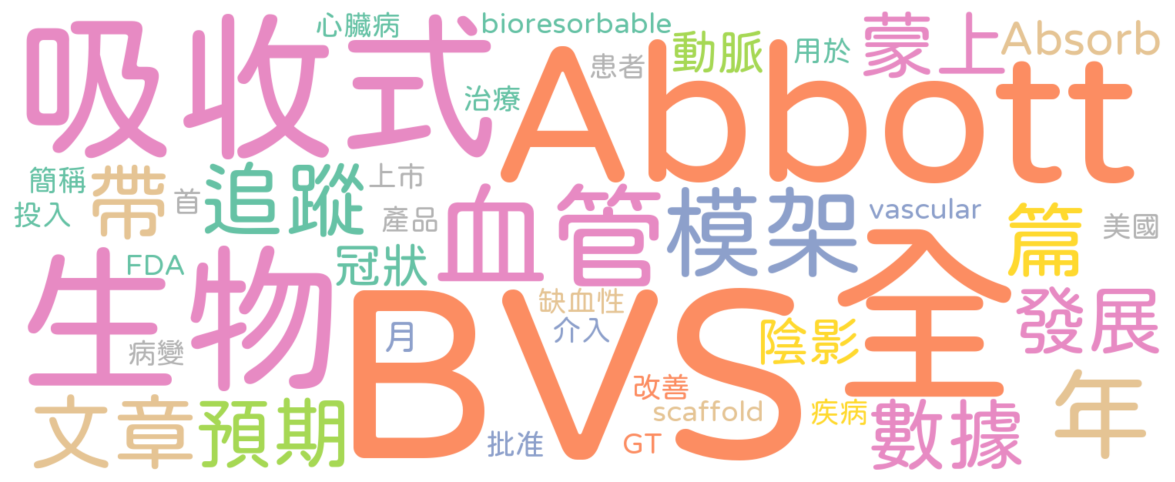 心臟病 bioresorbable
吸收式 Abbott
動脈 用於 蒙上 Absorb
患者
治療
簡稱 帶 首 追蹤 上市
投入 產品 血管 模架 vascular 篇 美國
生物 FDA 冠狀
BVS 全
缺血性
月 介入 陰影 發展
病變
文章 預期 改善 疾病 數據 年
scaffold
批准 GT